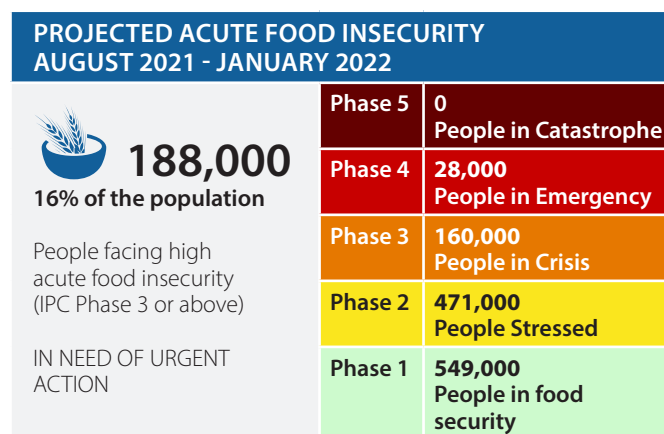 PROJECTED ACUTE FOOD INSECURITY
AUGUST 2021 - JANUARY 2022
188,000
16% of the population
People facing high
acute food insecurity
(IPC Phase 3 or above)
IN NEED OF URGENT
ACTION
Phase 5
0
People in Catastrophe
Phase 4
28,000
People in Emergency
Phase 3
160,000
People in Crisis
Phase 2
471,000
People Stressed
Phase 1
549,000
People in food
security